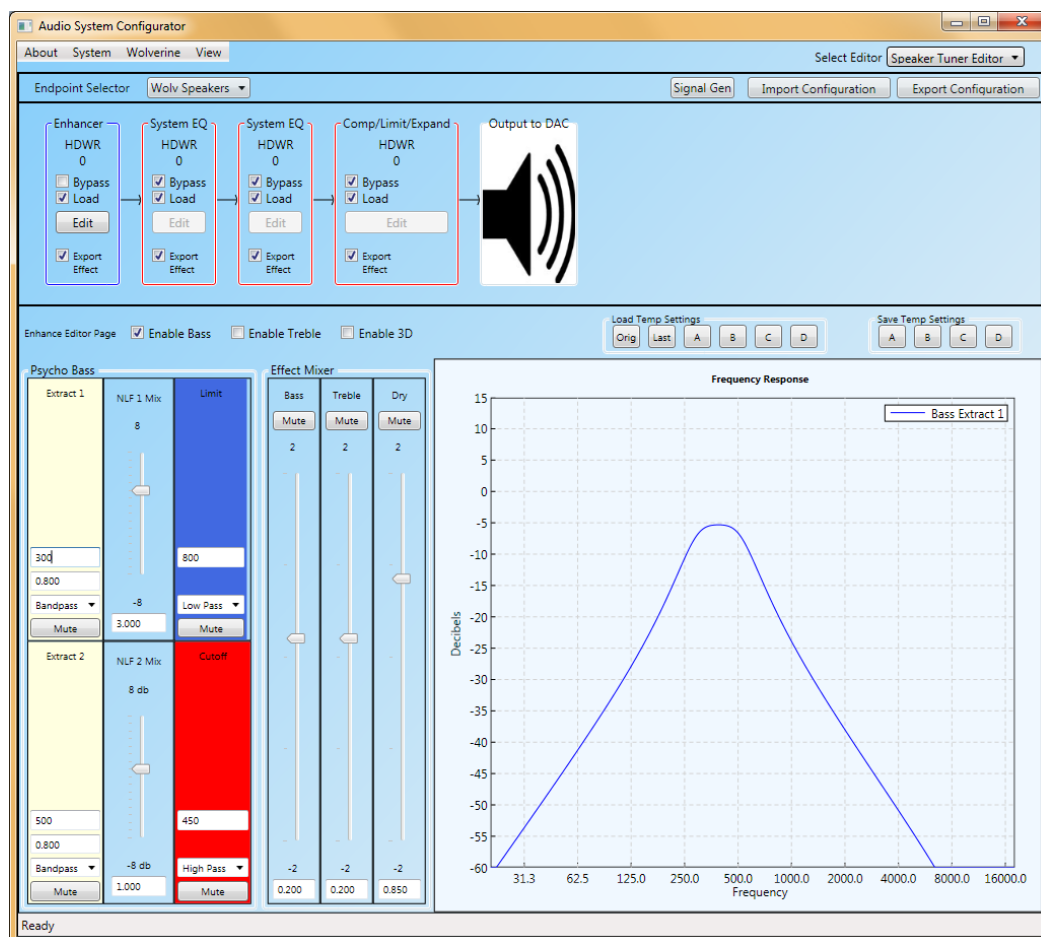 Audio System Configurator
About System Wolverine View
Select Editor Speaker Tuner Editor
Endpoint Selector Wolv Speakers Signal Gen Import Configuration Export Configuration
Enhancer System EQ System EQ Comp/Limit/Expand Output to DAC
HDWR HDWR HDWR HDWR
0 0 0 0
Bypass Bypass Bypass Bypass
Load Load Load Load
Edit Edit Edit Edit
Export Export Export Export
Effect Effect Effect Effect
Load Temp Settings Save Temp Settings
Enhance Editor Page Enable Bass Enable Treble Enable 3D Orig Last A B C D A B C D
Psycho Bass Effect Mixer
Frequency Response
Extract 1 NLF 1 Mix Limit Bass Treble Dry
15
Bass Extract 1
8 Mute Mute Mute
10
2 2 2
5
0
-5
300 800
-10
0.800
-15
Bandpass -8 Low Pass
Mute 3.000 Mute
-20
Decibels
Extract 2 NLF 2 Mix Cutoff
-25
8 db
-30
-35
-40
-45
500 450
-50
0.800
-55
Bandpass -8 db High Pass -2 -2 -2
-60
Mute 1.000 Mute 0.200 0.200 0.850
31.3 62.5 125.0 250.0 500.0 1000.0 2000.0 4000.0 8000.0 16000.0
Frequency
Ready